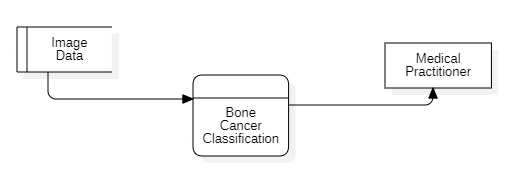 Image
Data
Medical
Practitioner
Bone
Cancer
Classification